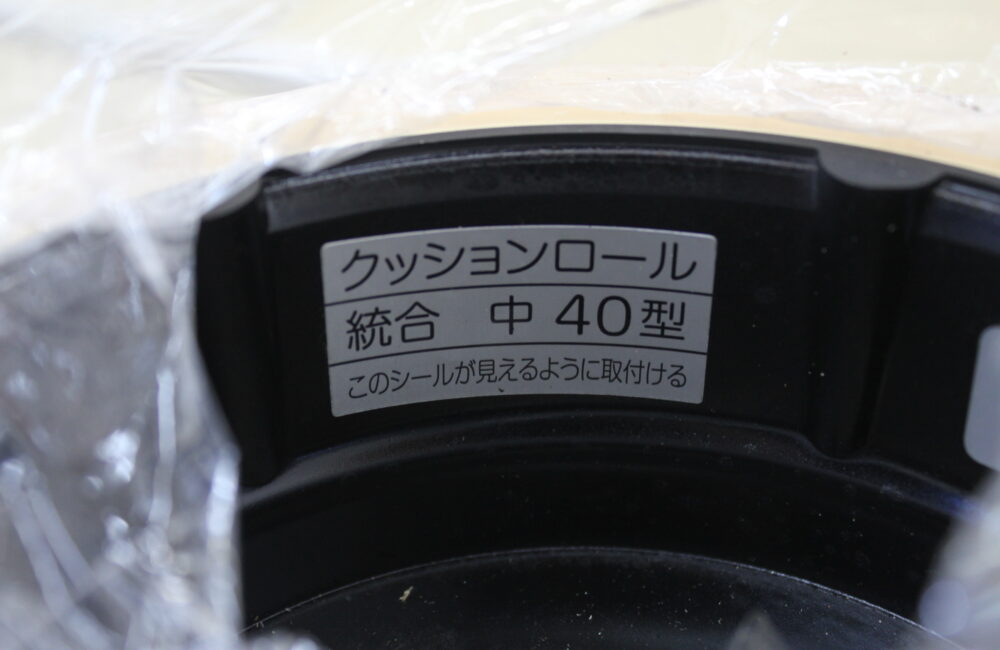 クッションロール
統合 中 40型
このシールが見えるように取付ける